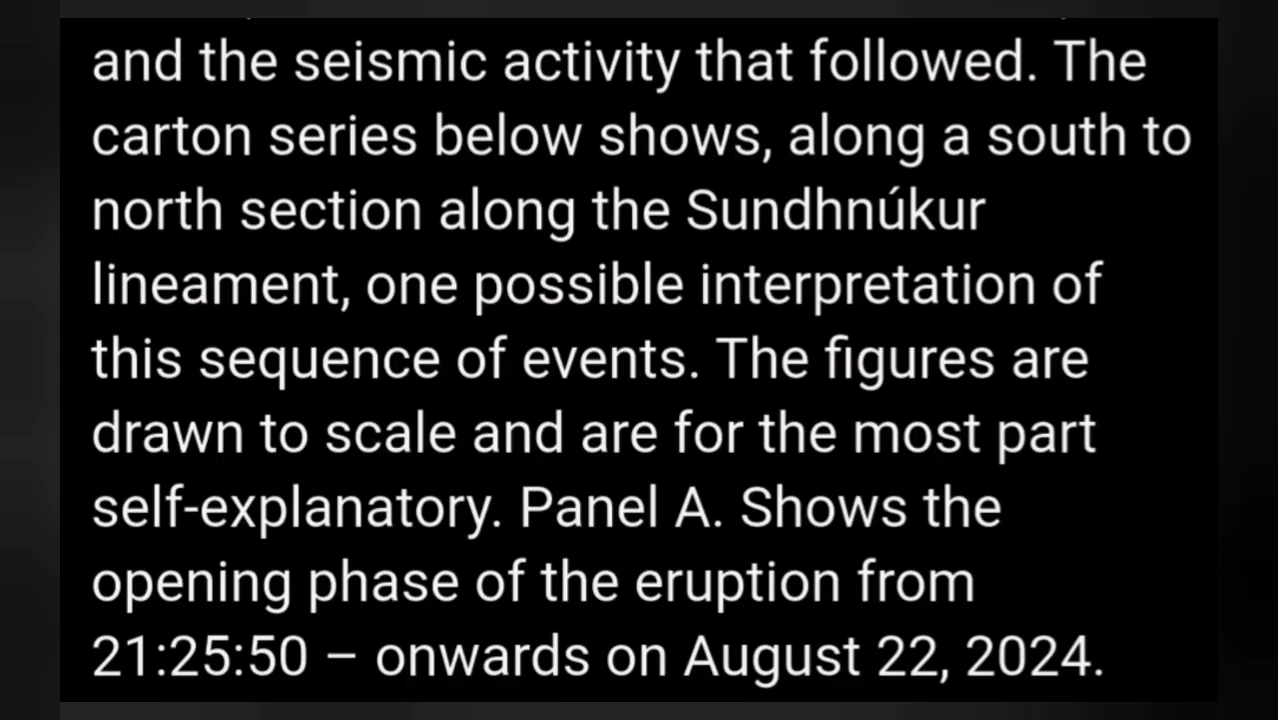 and the seismic activity that followed. The
carton series below shows, along a south to
north section along the Sundhnúkur
lineament, one possible interpretation of
this sequence of events. The figures are
drawn to scale and are for the most part
self-explanatory. Panel A. Shows the
opening phase of the eruption from
21:25:50 – onwards on August 22, 2024.